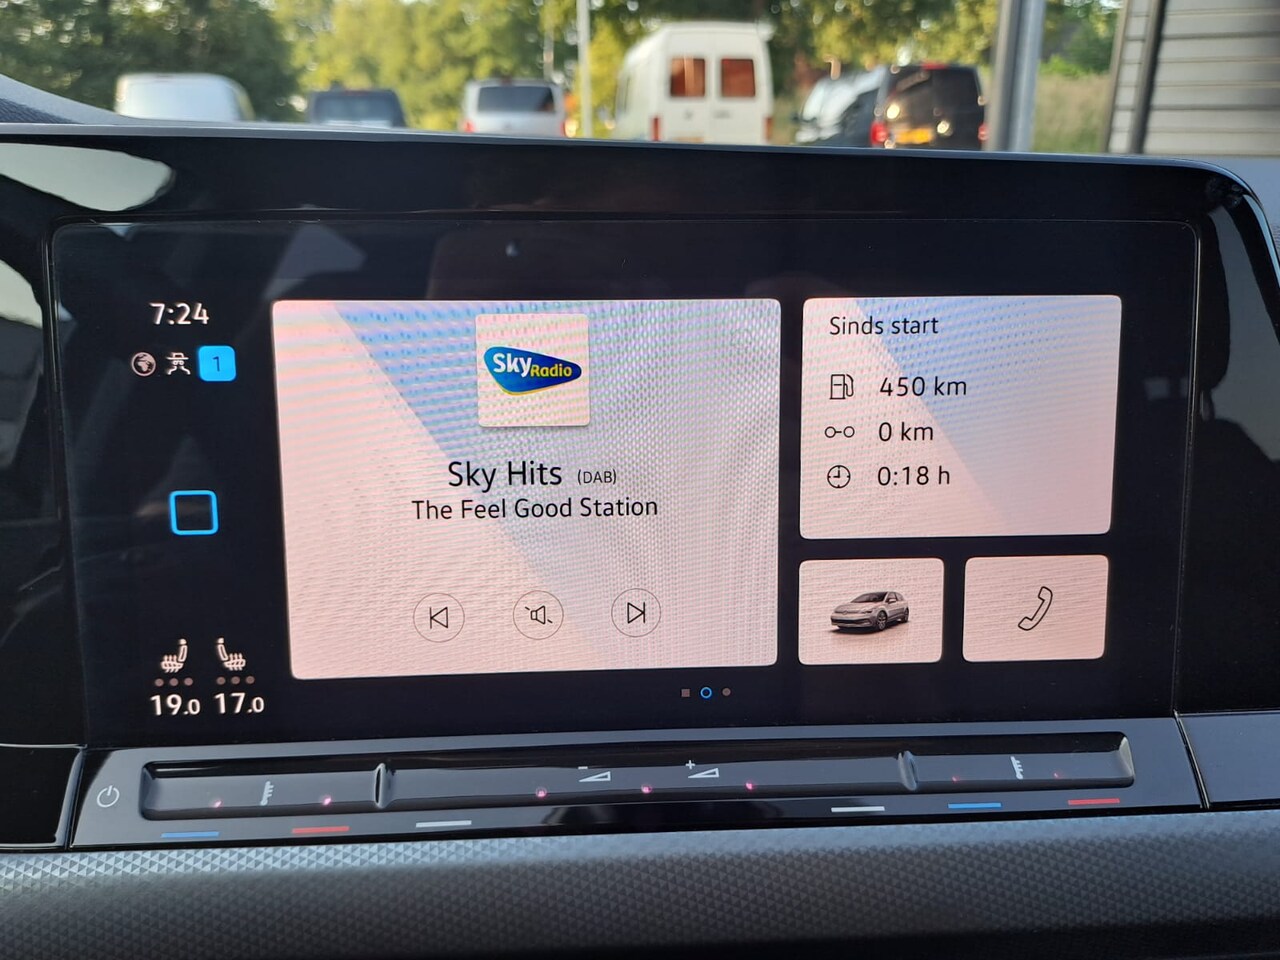 7:24
1
Sky Radio
Sky Hits (DAB)
The Feel Good Station
Sinds start
450 km
0 km
0:18 h
19.0 17.0
- +